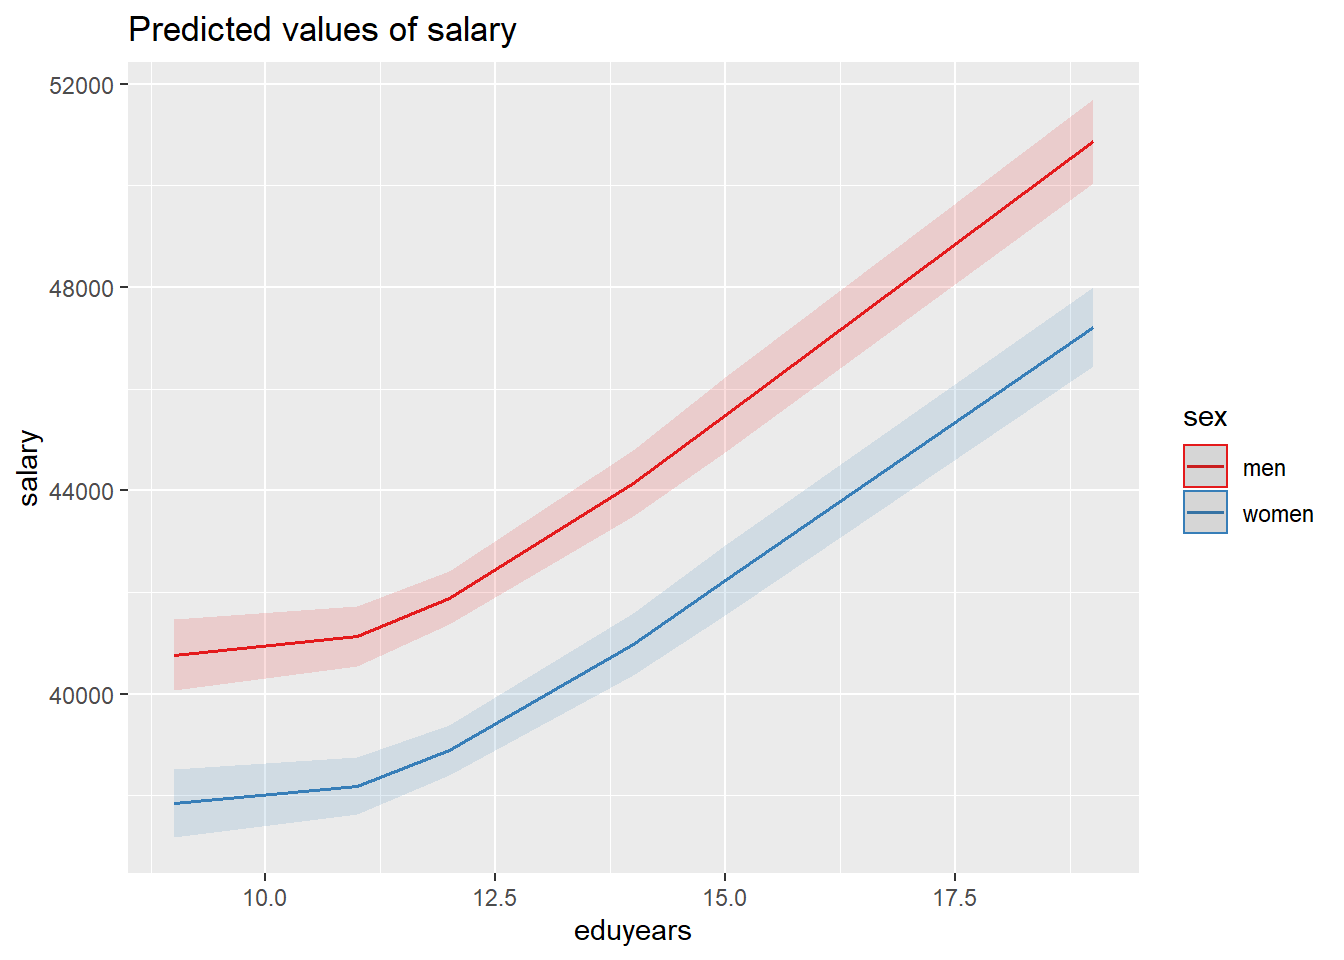 Predicted values of salary
52000
48000
44000
40000
salary
10.0
12.5
15.0
17.5
eduyears
sex
men
women